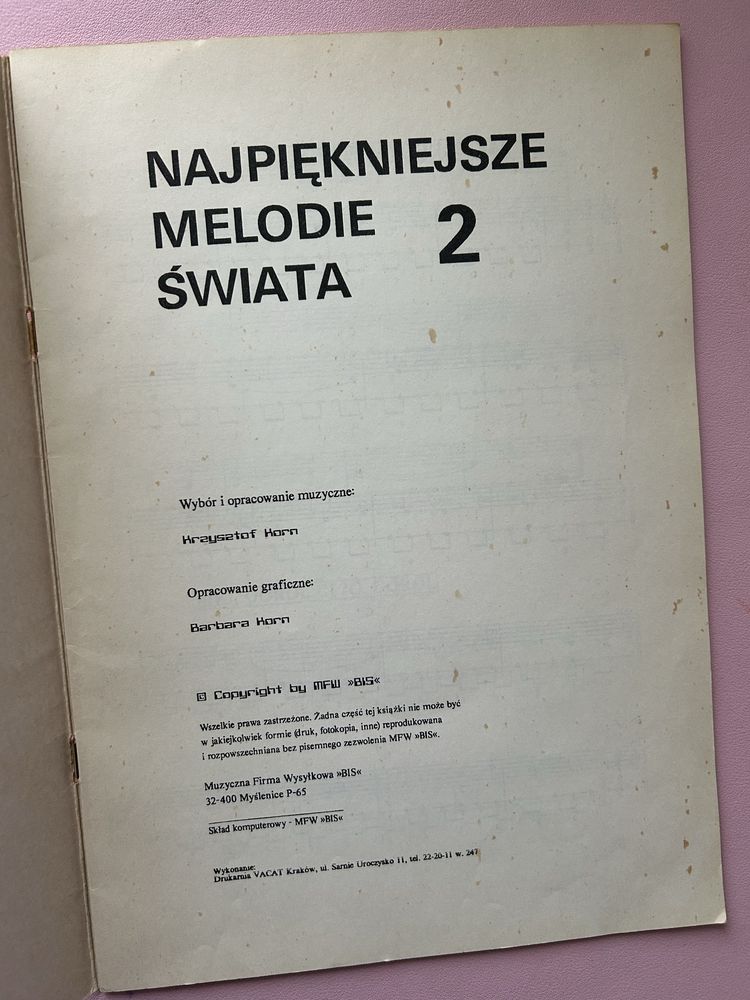 NAJPIĘKNIEJSZE
MELODIE 2
ŚWIATA
Wybór i opracowanie muzyczne:
Krzysztof Korn
Opracowanie graficzne:
Barbara Korn
© Copyright by MFW »BIS«
Wszelkie prawa zastrzeżone. Żadna część tej książki nie może być
w jakiejkolwiek formie (druk, fotokopia, inne) reprodukowana
i rozpowszechniana bez pisemnego zezwolenia MFW »BIS«.
Muzyczna Firma Wysyłkowa »BIS«
32-400 Myślenice P-65
Skład komputerowy - MFW »BIS«
Wykonanie:
Drukarnia VACAT Kraków, ul. Sarnie Uroczysko 11, tel. 22-20-11 w. 247